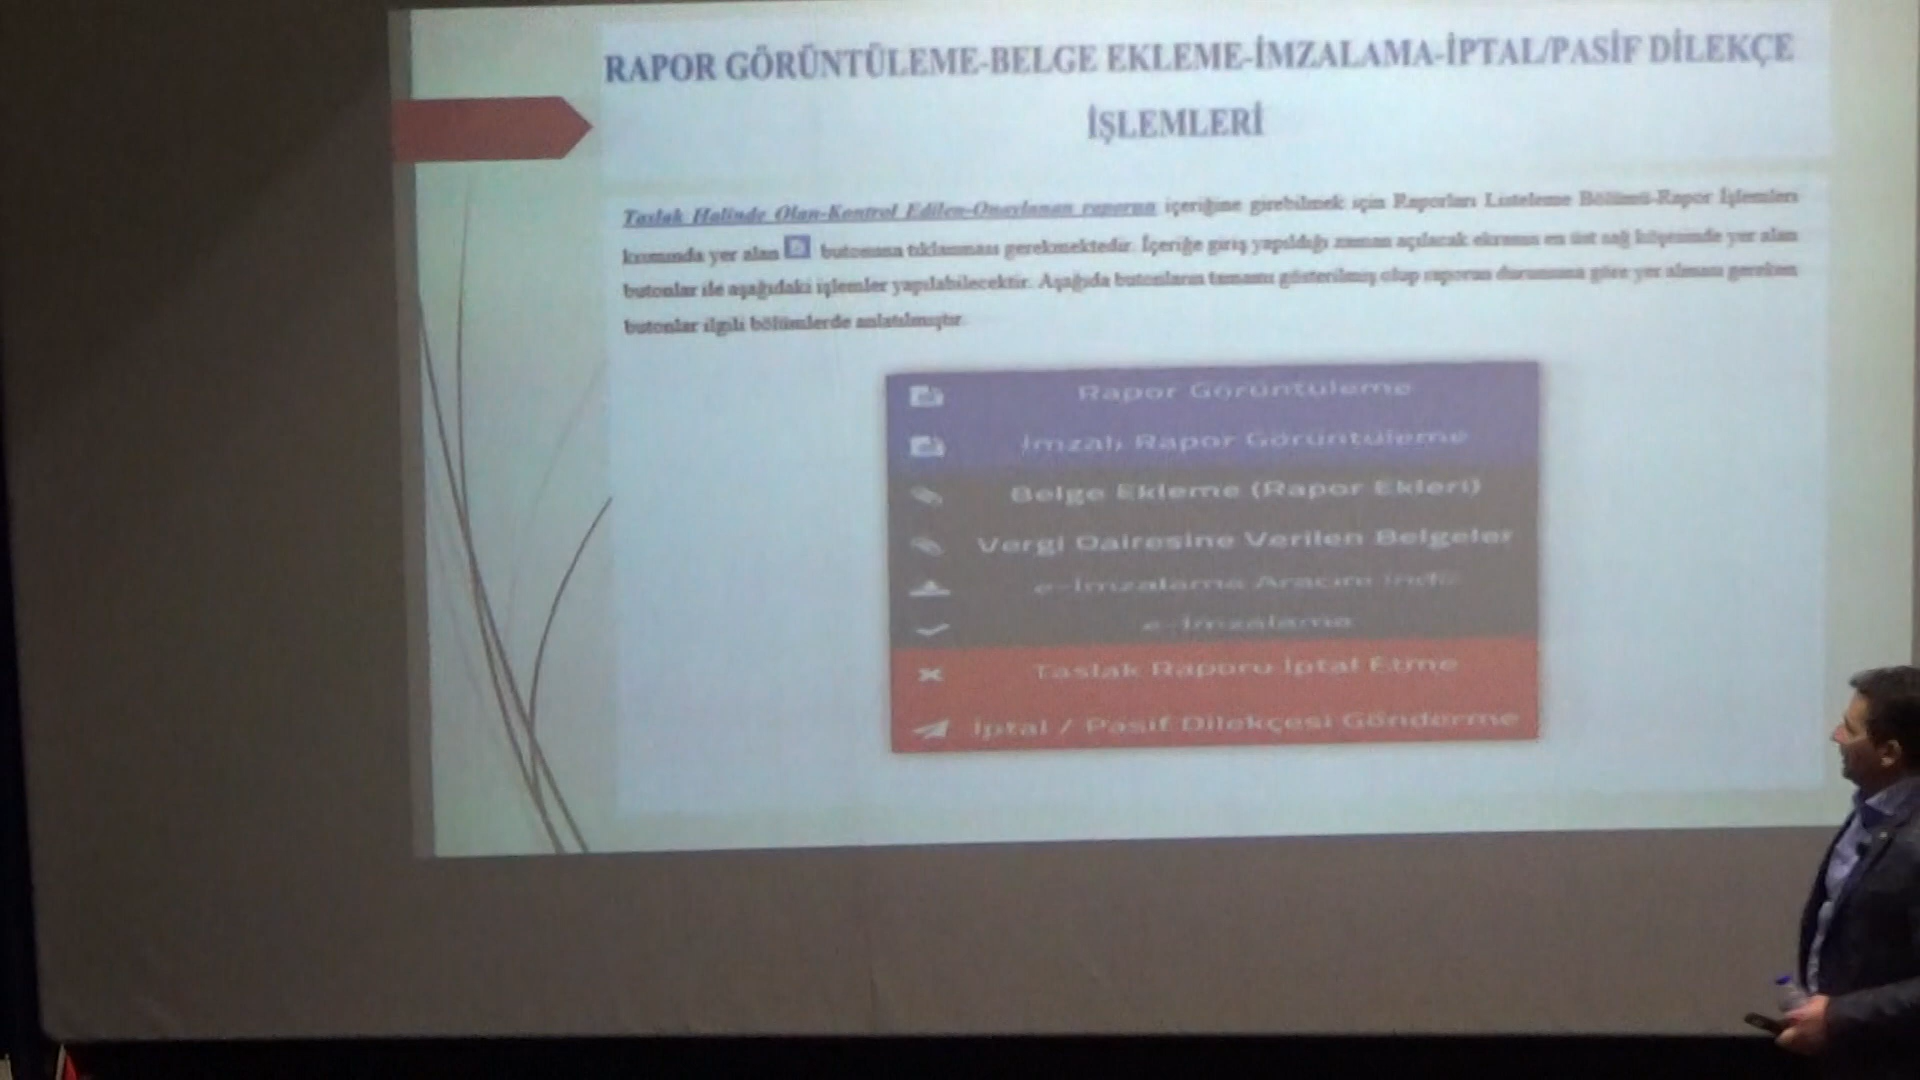 RAPOR GÖRÜNTÜLEME-BELGE EKLEME-İMZALAMA-İPTAL/PASİF DİLEKÇE
İŞLEMLERİ
Taslak Halinde Olan-Kontrol Edilen-Onaylanan raporun içeriğine girebilmek için Raporları Listeleme Bölümü-Rapor İşlemleri
kısmında yer alan butonuna tıklanması gerekmektedir. İçeriğe giriş yapıldığı zaman açılacak ekranın en üst sağ köşesinde yer alan
butonlar ile aşağıdaki işlemler yapılabilecektir. Aşağıda butonların tamamı gösterilmiş olup raporun durumuna göre yer alması gereken
butonlar ilgili bölümlerde anlatılmıştır.
Rapor Görüntüleme
İmzalı Rapor Görüntüleme
Belge Ekleme (Rapor Ekleri)
Vergi Dairesine Verilen Belgeler
e-İmzalama Aracını İndir
e-İmzalama
Taslak Raporu İptal Etme
İptal / Pasif Dilekçesi Gönderme